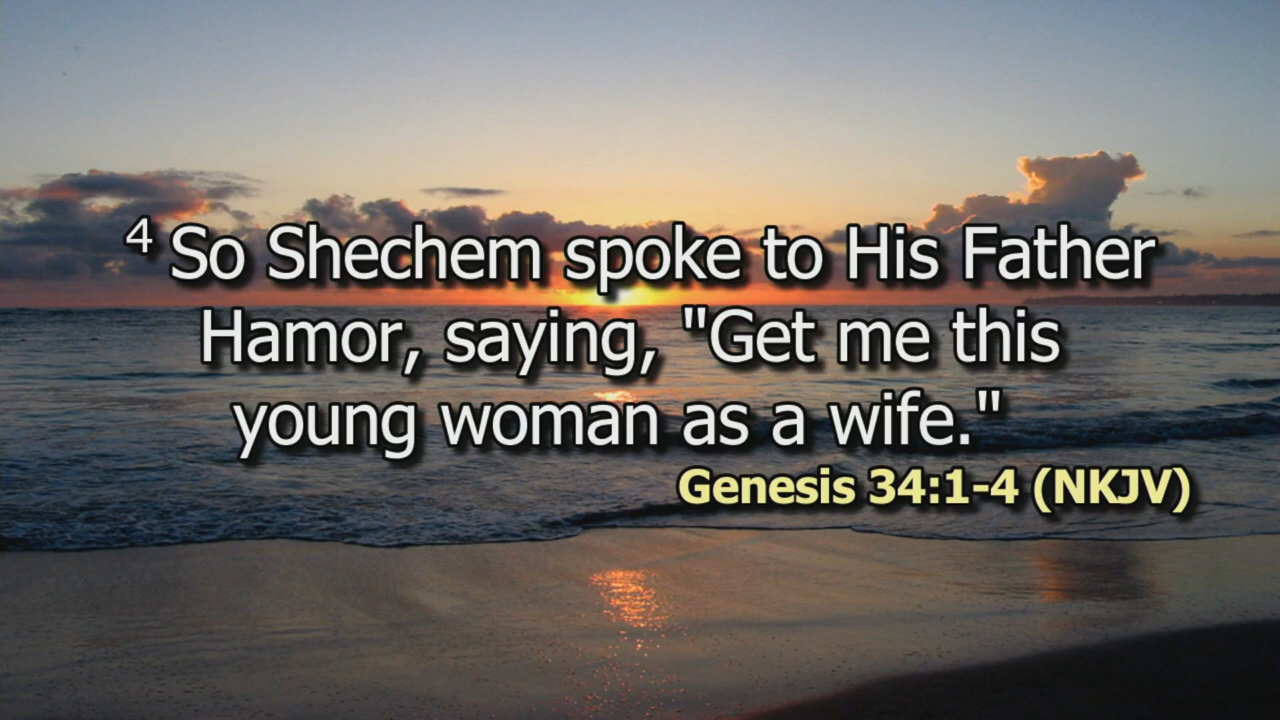 4 So Shechem spoke to His Father
Hamor, saying, "Get me this
young woman as a wife."
Genesis 34:1-4 (NKJV)